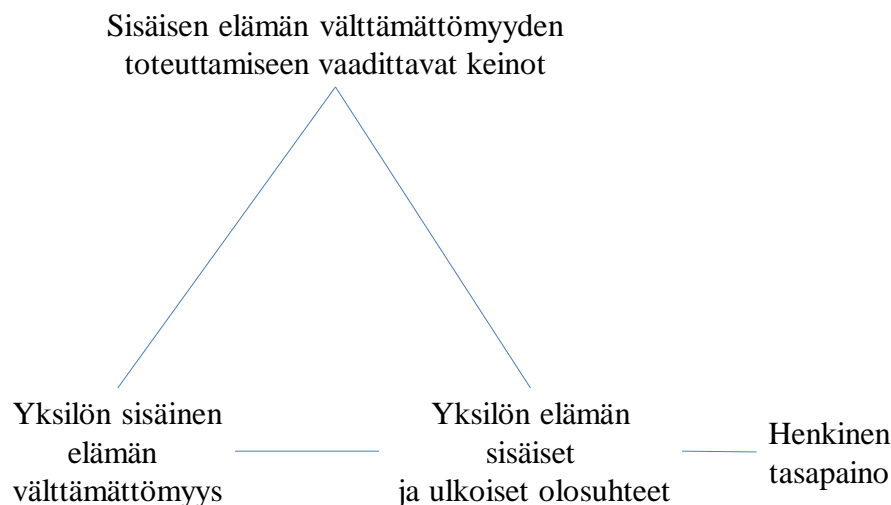 Sisäisen elämän välttämättömyyden
toteuttamiseen vaadittavat keinot
Yksilön sisäinen
elämän
välttämättömyys
Yksilön elämän
sisäiset
ja ulkoiset olosuhteet
Henkinen
tasapaino